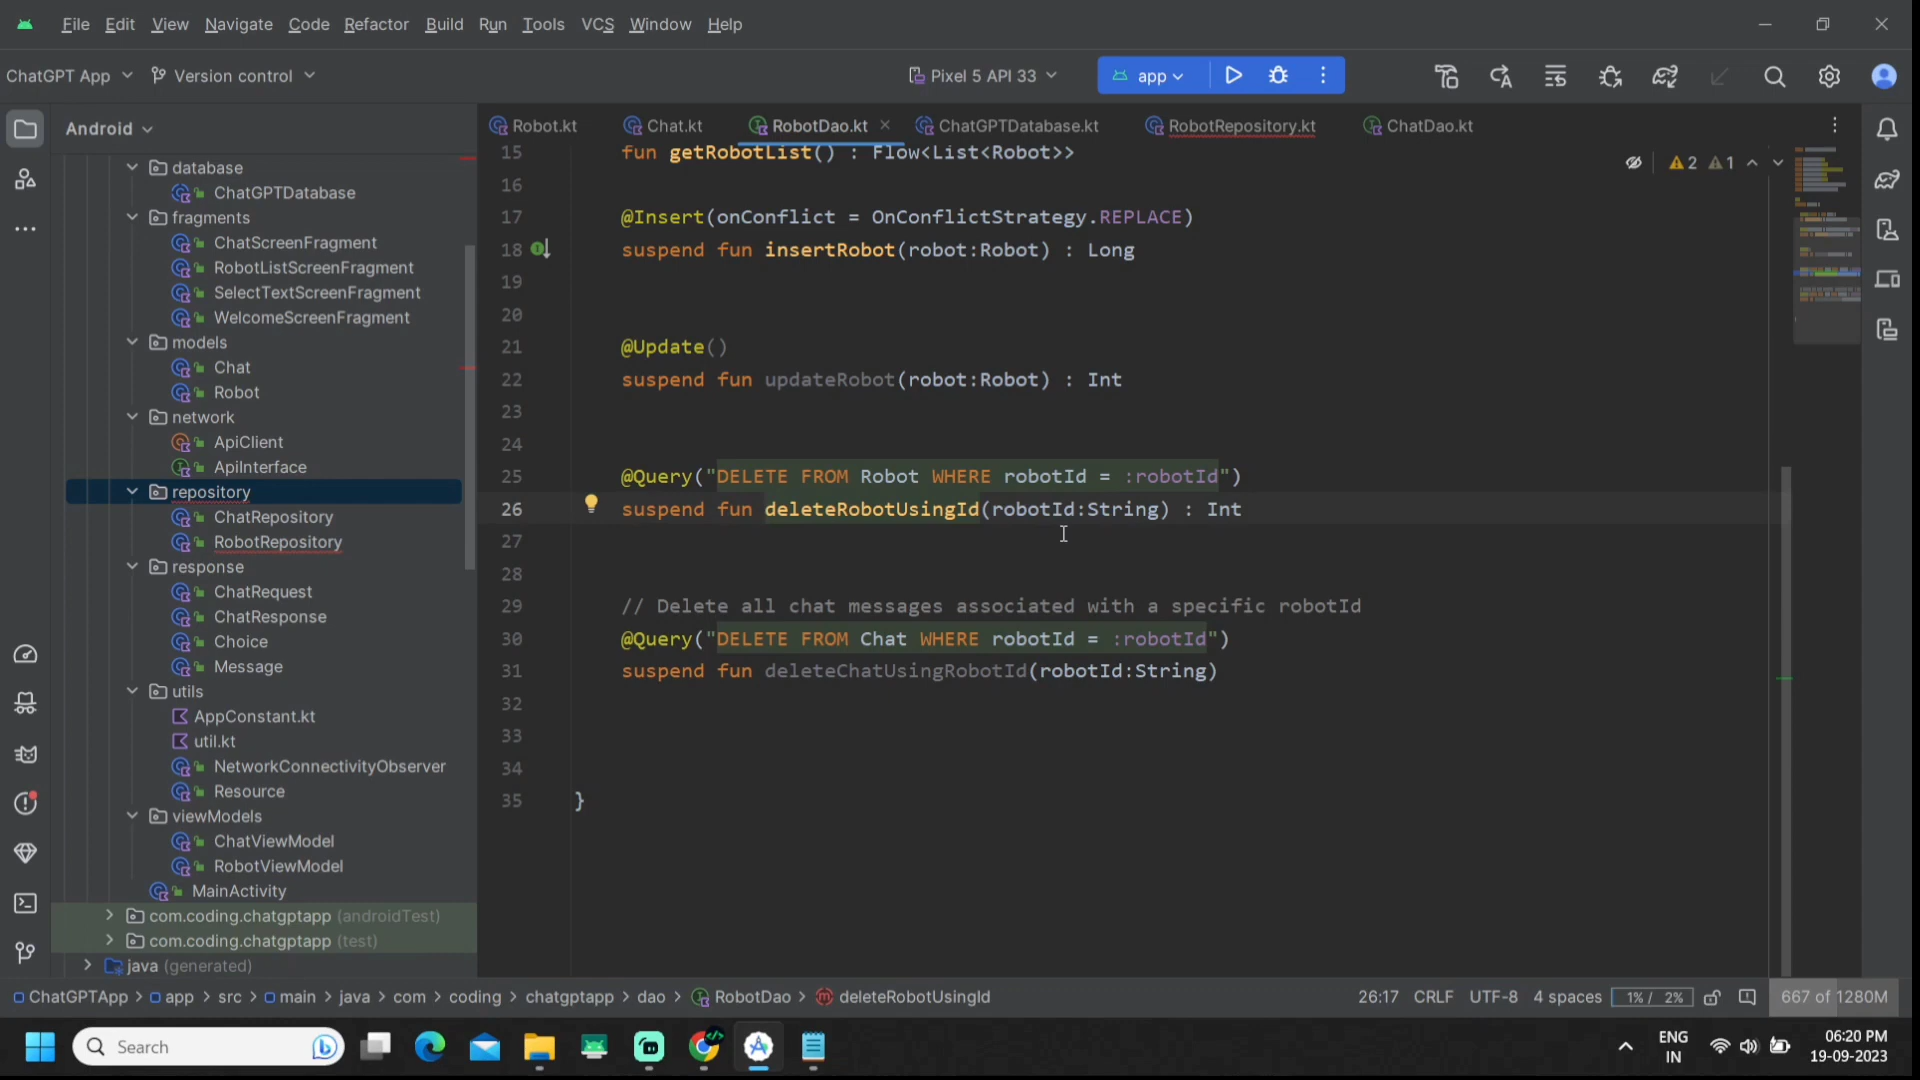 File Edit View Navigate Code Refactor Build Run Tools VCS Window Help
ChatGPT App Version control Pixel 5 API 33 app
Android
Robot.kt Chat.kt RobotDao.kt ChatGPTDatabase.kt RobotRepository.kt ChatDao.kt
database
ChatGPTDatabase
fragments
ChatScreenFragment
RobotListScreenFragment
SelectTextScreenFragment
WelcomeScreenFragment
models
Chat
Robot
network
ApiClient
ApiInterface
repository
ChatRepository
RobotRepository
response
ChatRequest
ChatResponse
Choice
Message
utils
AppConstant.kt
util.kt
NetworkConnectivityObserver
Resource
viewModels
ChatViewModel
RobotViewModel
MainActivity
com.coding.chatgptapp (androidTest)
com.coding.chatgptapp (test)
java (generated)
2 1
15 fun getRobotList() : Flow<List<Robot>>
16
17 @Insert(onConflict = OnConflictStrategy.REPLACE)
18 suspend fun insertRobot(robot:Robot) : Long
19
20
21 @Update()
22 suspend fun updateRobot(robot:Robot) : Int
23
24
25 @Query("DELETE FROM Robot WHERE robotId = :robotId")
26 suspend fun deleteRobotUsingId(robotId:String) : Int
27
28
29 // Delete all chat messages associated with a specific robotId
30 @Query("DELETE FROM Chat WHERE robotId = :robotId")
31 suspend fun deleteChatUsingRobotId(robotId:String)
32
33
34
35 }
ChatGPTApp > app > src > main > java > com > coding > chatgptapp > dao > RobotDao > deleteRobotUsingId
26:17 CRLF UTF-8 4 spaces 1% / 2% 667 of 1280M
Search
ENG
IN
06:20 PM
19-09-2023